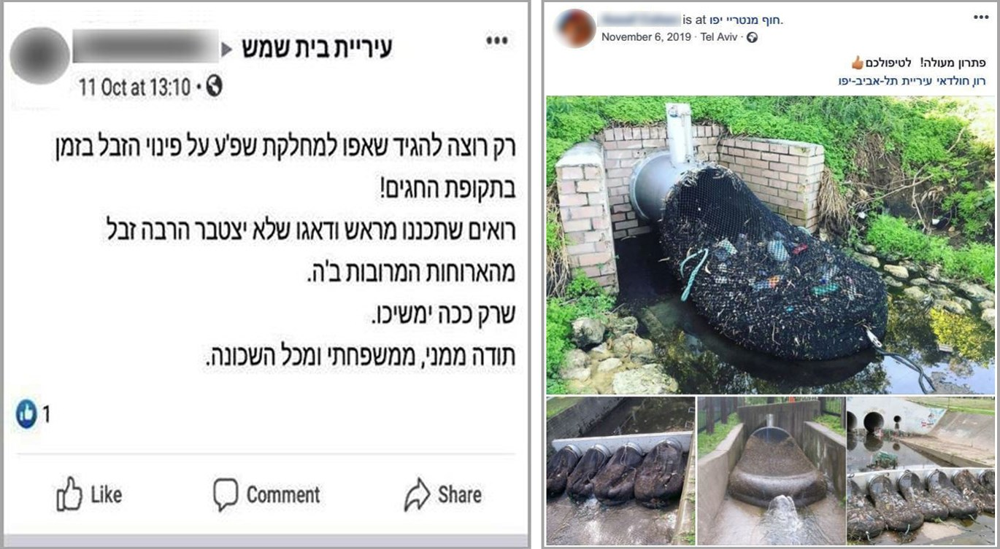 עיריית בית שמש
11 Oct at 13:10 ·
רק רוצה להגיד שאפו למחלקת שפ'ע על פינוי הזבל בזמן
בתקופת החגים!
רואים שתכננו מראש ודאגו שלא יצטבר הרבה זבל
מהארוחות המרובות ב'ה.
שרק ככה ימשיכו.
תודה ממני, ממשפחתי ומכל השכונה.
1
Like Comment Share
is at חוף מנטריי יפו.
November 6, 2019 · Tel Aviv ·
פתרון מעולה! לטיפולכם👍
רון חולדאי עיריית תל-אביב-יפו